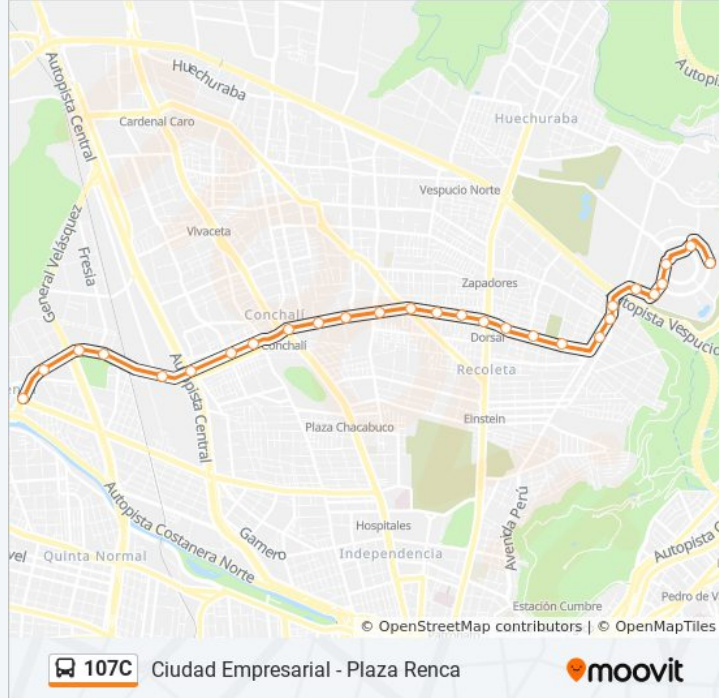 Autopista Central
Huechuraba
Autopi
Cardenal Caro
Huechuraba
Vespucio Norte
General Velásquez
Fresia
Vivaceta
Zapadores
Conchalí
Autopista Vespucio
Conchalí
Dorsal
Recoleta
Autopista Central
Einstein
Plaza Chacabuco
Autopista Costanera Norte
Avenida Perú
Hospitales
Gamero
Independencia
Autopista C
vel
Quinta Normal
Pedro de V
Estación Cumbre
© OpenStreetMap contributors | © OpenMapTiles
107C Ciudad Empresarial - Plaza Renca moovit